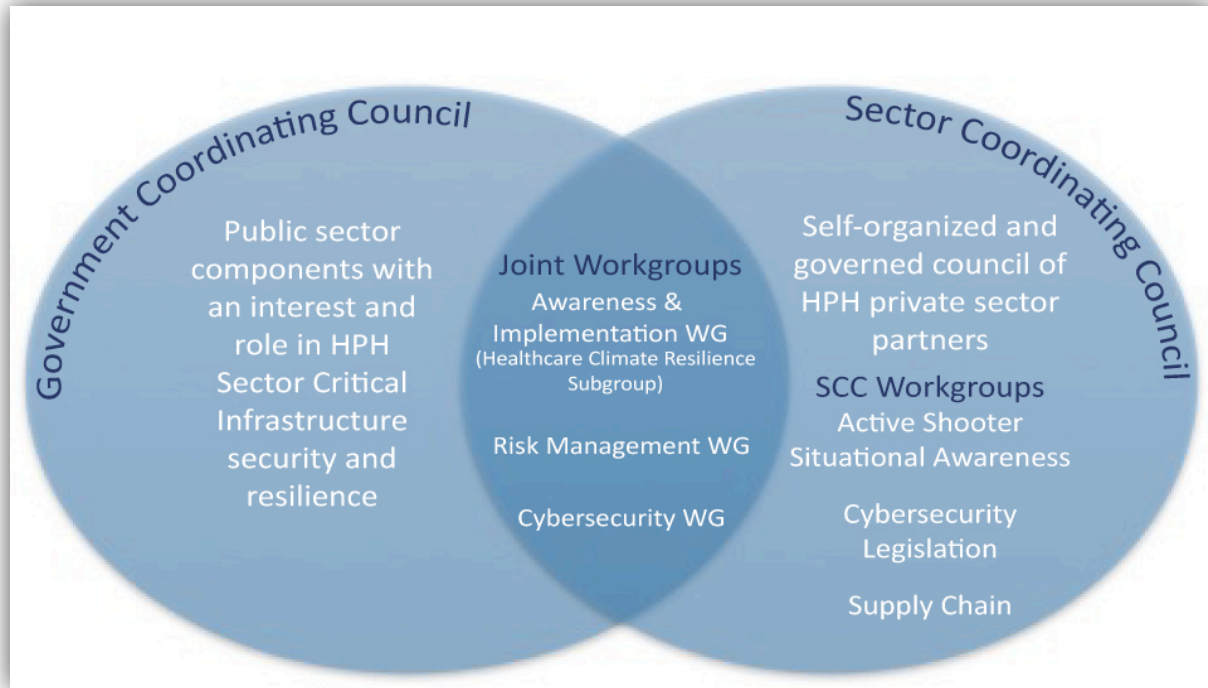 Government Coordinating Council
Public sector
components with
an interest and
role in HPH
Sector Critical
Infrastructure
security and
resilience
Joint Workgroups
Awareness &
Implementation WG
(Healthcare Climate Resilience
Subgroup)
Risk Management WG
Cybersecurity WG
Sector Coordinating Council
Self-organized and
governed council of
HPH private sector
partners
SCC Workgroups
Active Shooter
Situational Awareness
Cybersecurity
Legislation
Supply Chain